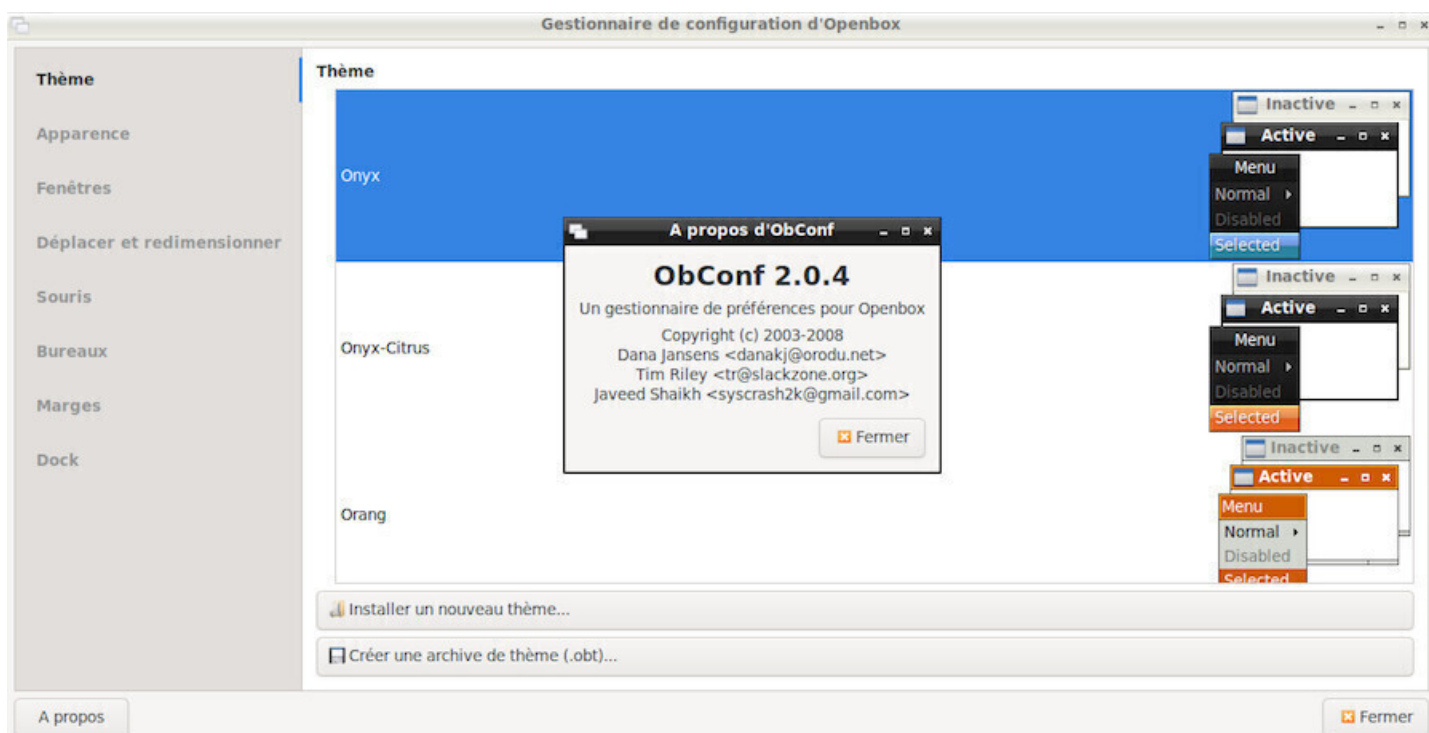 Gestionnaire de configuration d'Openbox
Thème
Apparence
Fenêtres
Déplacer et redimensionner
Souris
Bureaux
Marges
Dock
Thème
Onyx
Inactive
Active
Menu
Normal
Disabled
Selected
Onyx-Citrus
Inactive
Active
Menu
Normal
Disabled
Selected
Orang
Inactive
Active
Menu
Normal
Disabled
Selected
A propos d'ObConf
ObConf 2.0.4
Un gestionnaire de préférences pour Openbox
Copyright (c) 2003-2008
Dana Jansens <danakj@orodu.net>
Tim Riley <tr@slackzone.org>
Javeed Shaikh <syscrash2k@gmail.com>
Fermer
Installer un nouveau thème...
Créer une archive de thème (.obt)...
A propos
Fermer